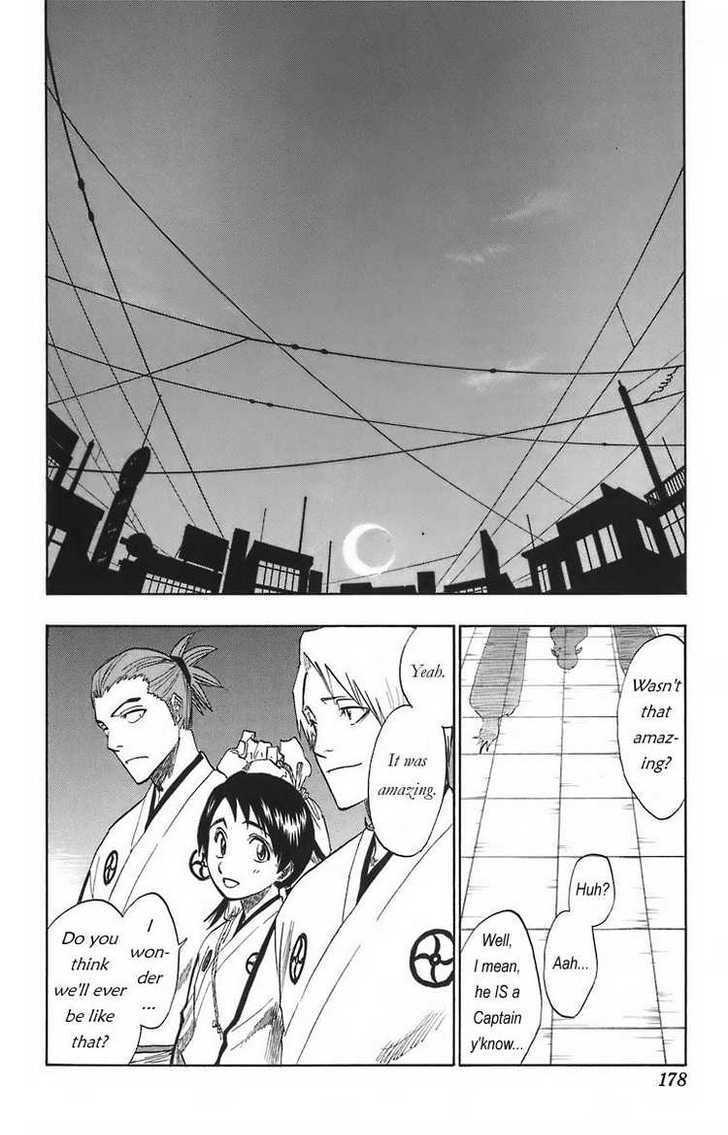 Wasn't
that
amaz-
ing?
Huh?
Aah...
Well,
I mean,
he IS a
Captain
y'know...
Yeah.
It was
amazing.
I
won-
der
...
Do you
think
we'll ever
be like
that?
178